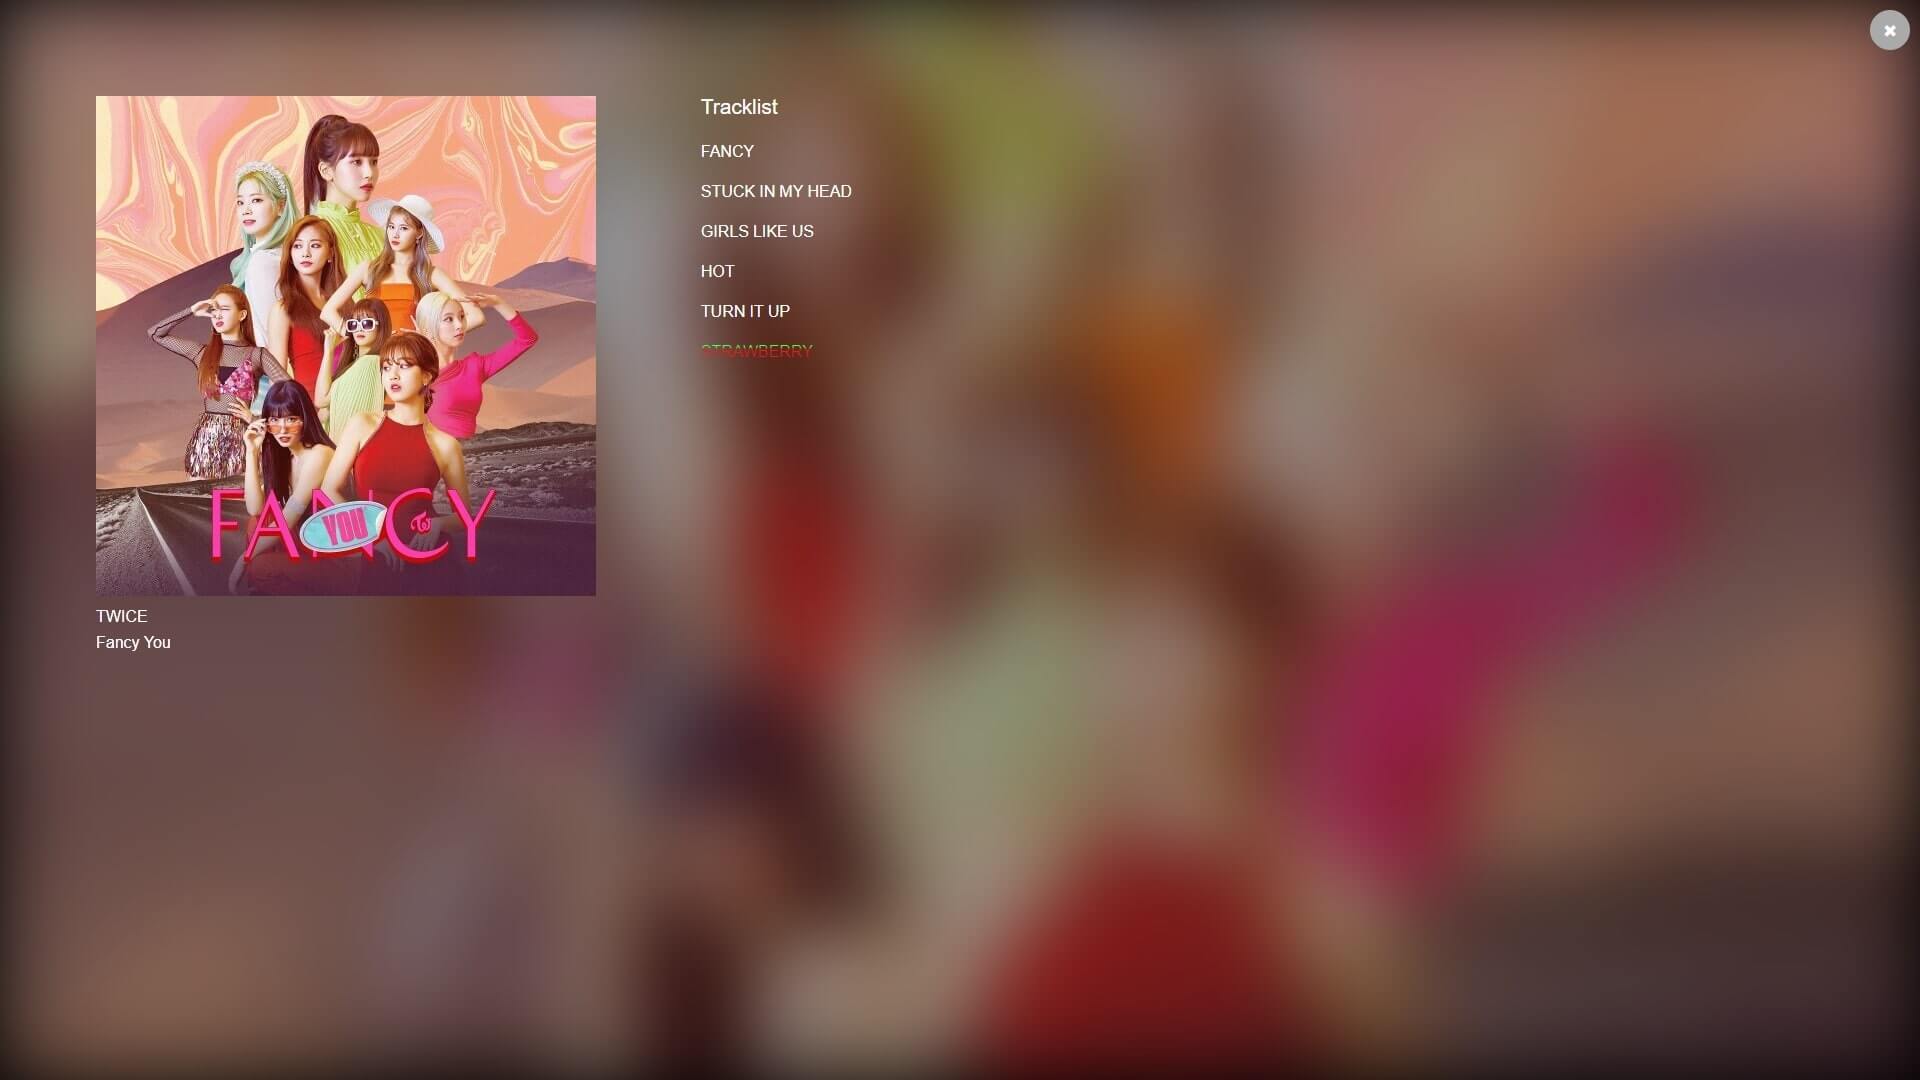 FANCY
YOU
TWICE
Fancy You
Tracklist
FANCY
STUCK IN MY HEAD
GIRLS LIKE US
HOT
TURN IT UP
STRAWBERRY